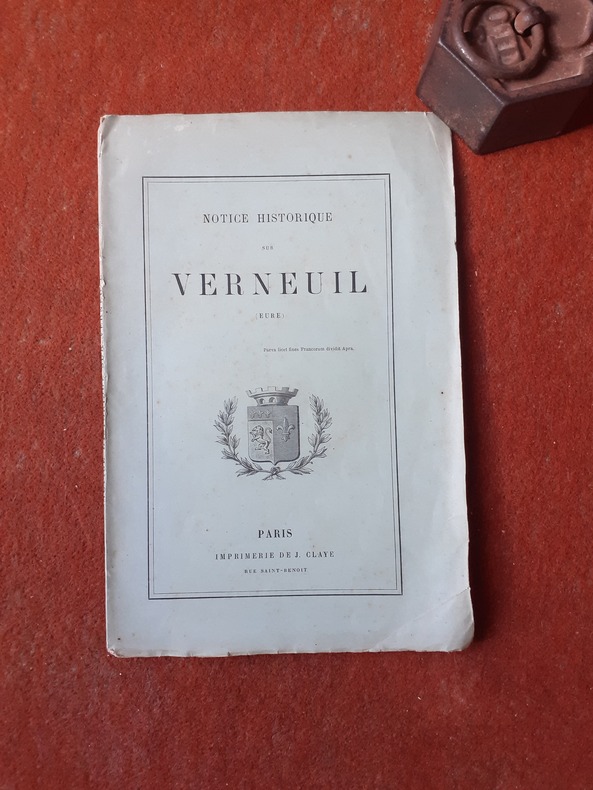 NOTICE HISTORIQUE
SUR
VERNEUIL
(EURE)
PARIS
IMPRIMERIE DE J. CLAYE
RUE SAINT-BENOIT